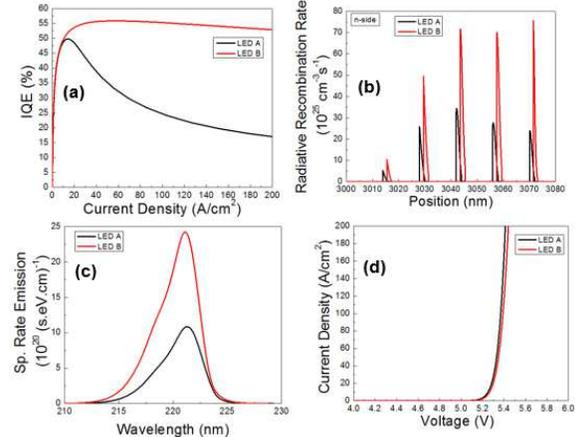 (a)
IQE (%)
60
55
50
45
40
35
30
25
20
15
10
5
0
LED A
LED B
0 20 40 60 80 100 120 140 160 180 200
Current Density (A/cm²)
(b)
Radiative Recombination Rate
(10²⁵ cm⁻³s⁻¹)
80
70
60
50
40
30
20
10
0
n-side
LED A
LED B
3000 3010 3020 3030 3040 3050 3060 3070 3080
Position (nm)
(c)
Sp. Rate Emission
(10²⁰ (s.eV.cm)⁻¹)
25
20
15
10
5
0
LED A
LED B
210 215 220 225 230
Wavelength (nm)
(d)
Current Density (A/cm²)
200
180
160
140
120
100
80
60
40
20
0
LED A
LED B
4.0 4.2 4.4 4.6 4.8 5.0 5.2 5.4 5.6 5.8 6.0
Voltage (V)